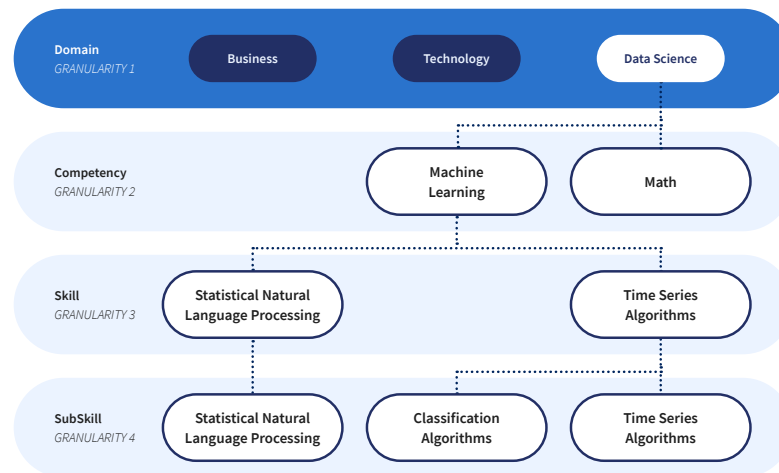 Domain
GRANULARITY 1
Business
Technology
Data Science
Competency
GRANULARITY 2
Machine
Learning
Math
Skill
GRANULARITY 3
Statistical Natural
Language Processing
Time Series
Algorithms
SubSkill
GRANULARITY 4
Statistical Natural
Language Processing
Classification
Algorithms
Time Series
Algorithms